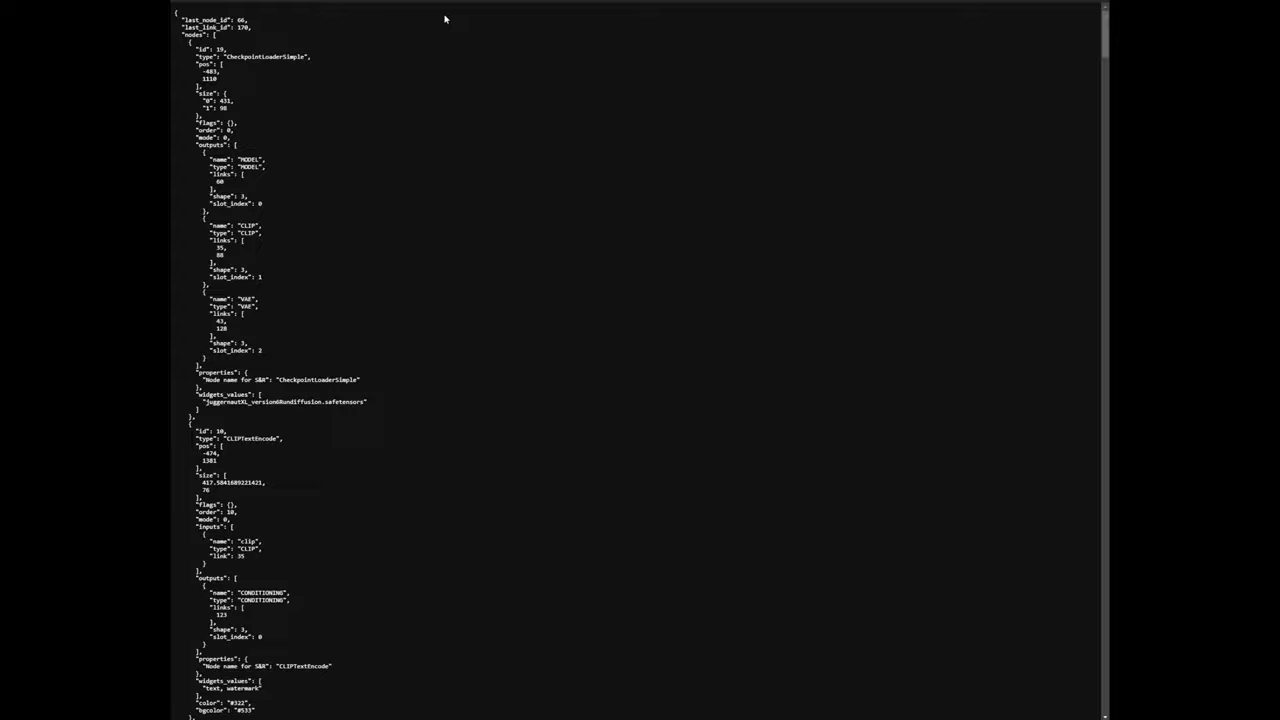 {
"last_node_id": 66,
"last_link_id": 170,
"nodes": [
{
"id": 19,
"type": "CheckpointLoaderSimple",
"pos": [
-483,
1110
],
"size": {
"0": 431,
"1": 98
},
"flags": {},
"order": 0,
"mode": 0,
"outputs": [
{
"name": "MODEL",
"type": "MODEL",
"links": [
60
],
"shape": 3,
"slot_index": 0
},
{
"name": "CLIP",
"type": "CLIP",
"links": [
35,
88
],
"shape": 3,
"slot_index": 1
},
{
"name": "VAE",
"type": "VAE",
"links": [
43,
128
],
"shape": 3,
"slot_index": 2
}
],
"properties": {
"Node name for S&R": "CheckpointLoaderSimple"
},
"widgets_values": [
"juggernautXL_version6Rundiffusion.safetensors"
]
},
{
"id": 10,
"type": "CLIPTextEncode",
"pos": [
-474,
1381
],
"size": [
417.5841689221421,
76
],
"flags": {},
"order": 10,
"mode": 0,
"inputs": [
{
"name": "clip",
"type": "CLIP",
"link": 35
}
],
"outputs": [
{
"name": "CONDITIONING",
"type": "CONDITIONING",
"links": [
123
],
"shape": 3,
"slot_index": 0
}
],
"properties": {
"Node name for S&R": "CLIPTextEncode"
},
"widgets_values": [
"text, watermark"
],
"color": "#322",
"bgcolor": "#533"
},